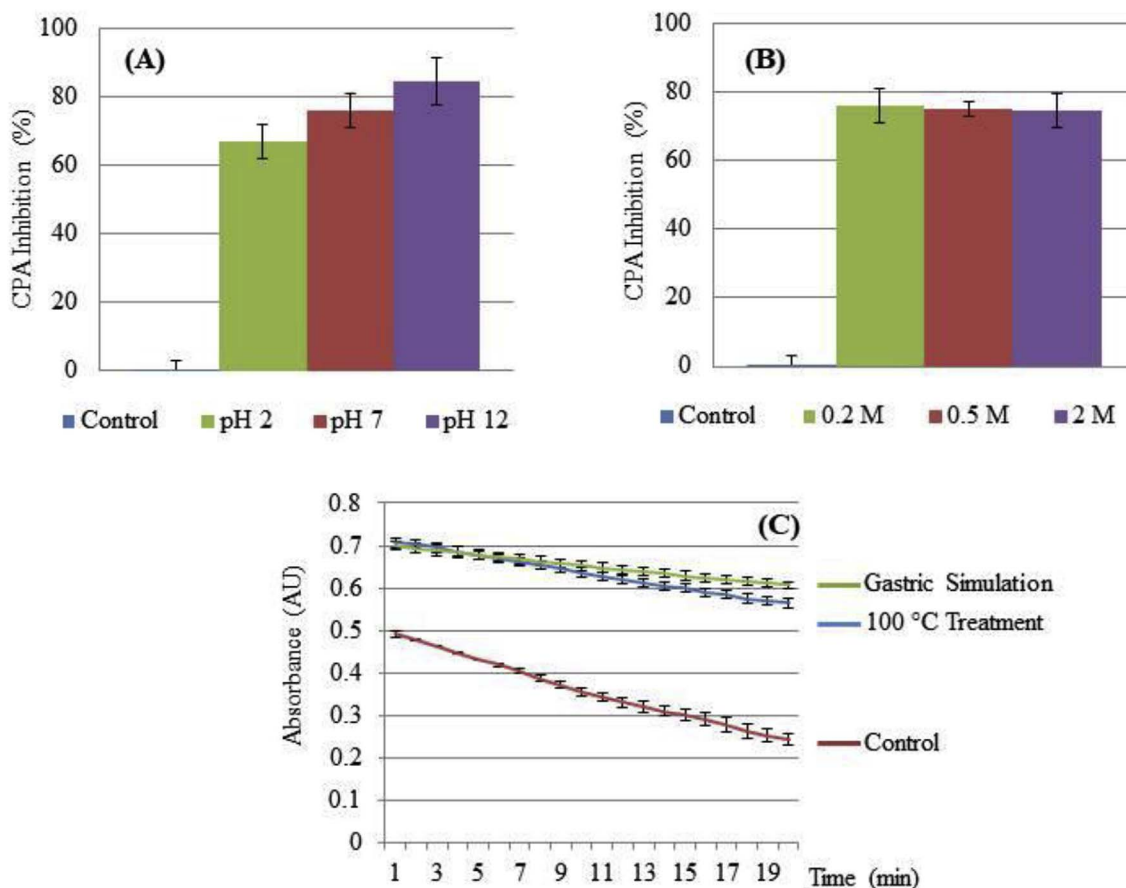 (A)
CPA Inhibition (%)
100
80
60
40
20
0
Control pH 2 pH 7 pH 12
(B)
CPA Inhibition (%)
100
80
60
40
20
0
Control 0.2 M 0.5 M 2 M
(C)
Absorbance (AU)
0.8
0.7
0.6
0.5
0.4
0.3
0.2
0.1
0
1 3 5 7 9 11 13 15 17 19
Time (min)
Gastric Simulation
100 °C Treatment
Control